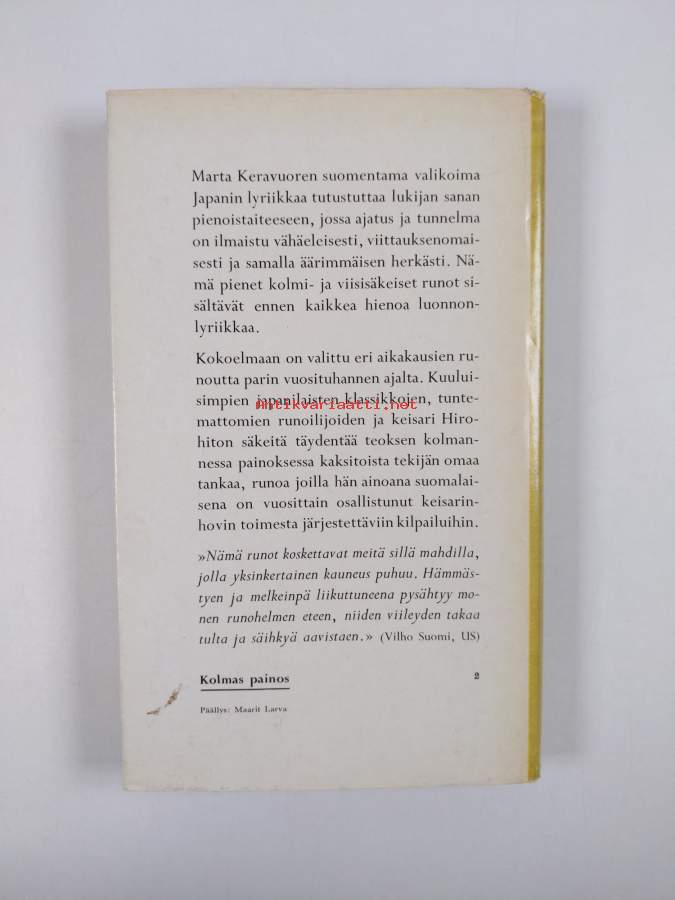 Marta Keravuoren suomentama valikoima
Japanin lyriikkaa tutustuttaa lukijan sanan
pienoistaiteeseen, jossa ajatus ja tunnelma
on ilmaistu vähäeleisesti, viittauksenomai-
sesti ja samalla äärimmäisen herkästi. Nä-
mä pienet kolmi- ja viisisäkeiset runot si-
sältävät ennen kaikkea hienoa luonnon-
lyriikkaa.
Kokoelmaan on valittu eri aikakausien ru-
noutta parin vuosituhannen ajalta. Kuului-
simpien japanilaisten klassikkojen, tunte-
Antikvariaatti.net
mattomien runoilijoiden ja keisari Hiro-
hiton säkeitä täydentää teoksen kolman-
nessa painoksessa kaksitoista tekijän omaa
tankaa, runoa joilla hän ainoana suomalai-
sena on vuosittain osallistunut keisarin-
hovin toimesta järjestettäviin kilpailuihin.
»Nämä runot koskettavat meitä sillä mahdilla,
jolla yksinkertainen kauneus puhuu. Hämmäs-
tyen ja melkeinpä liikuttuneena pysähtyy mo-
nen runohelmen eteen, niiden viileyden takaa
tulta ja säihkyä aavistaen.» (Vilho Suomi, US)
Kolmas painos 2
Päällys: Maarit Larva